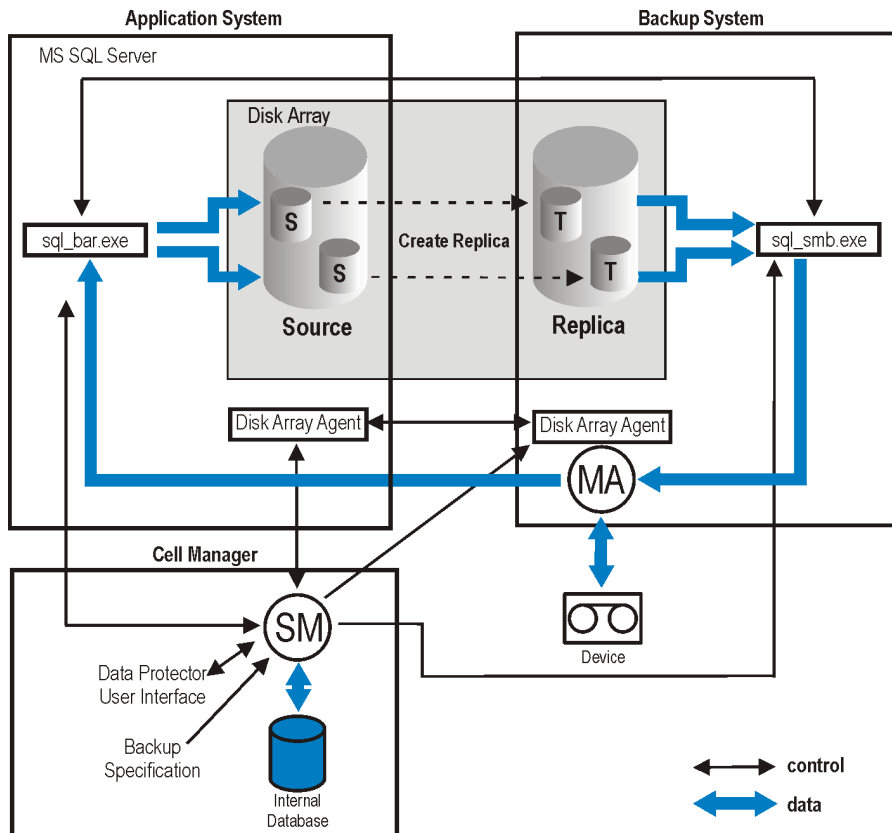 Application System
Backup System
MS SQL Server
Disk Array
S
T
sql_bar.exe
Create Replica
sql_smb.exe
S
T
Source
Replica
Disk Array Agent
Disk Array Agent
MA
Cell Manager
SM
Device
Data Protector
User Interface
Backup
Specification
Internal
Database
control
data